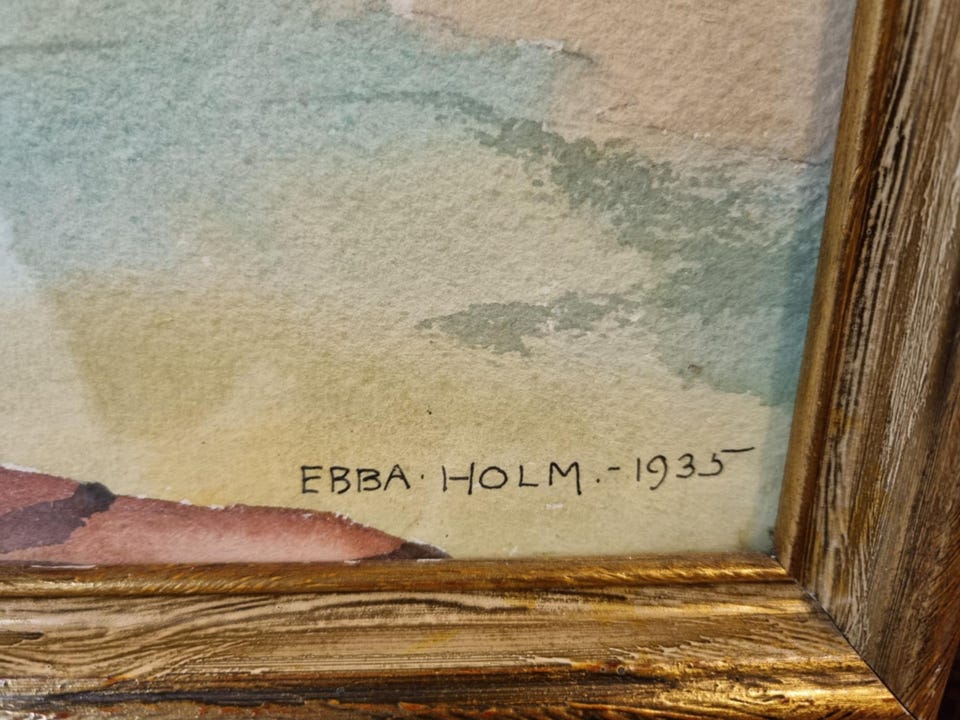 EBBA · HOLM. - 1935